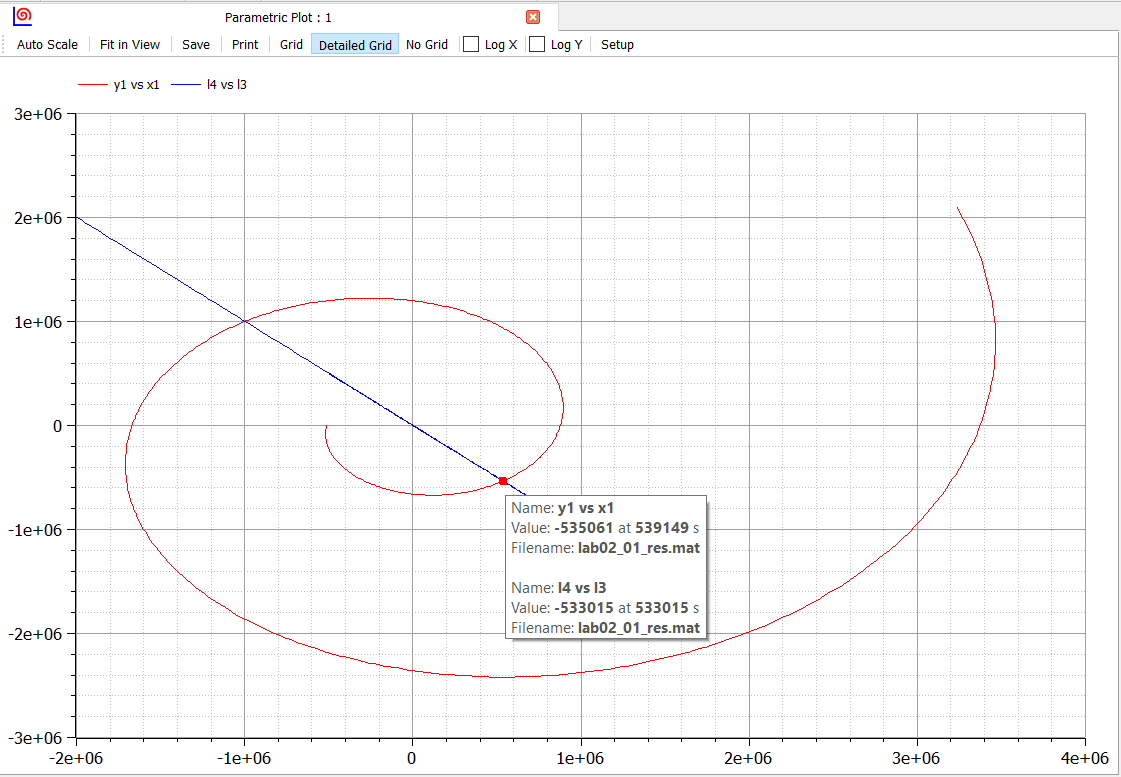 Parametric Plot : 1
Auto Scale Fit in View Save Print Grid Detailed Grid No Grid Log X Log Y Setup
y1 vs x1 l4 vs l3
3e+06
2e+06
1e+06
0
-1e+06
-2e+06
-3e+06
Name: y1 vs x1
Value: -535061 at 539149 s
Filename: lab02_01_res.mat
Name: l4 vs l3
Value: -533015 at 533015 s
Filename: lab02_01_res.mat
-2e+06 -1e+06 0 1e+06 2e+06 3e+06 4e+06